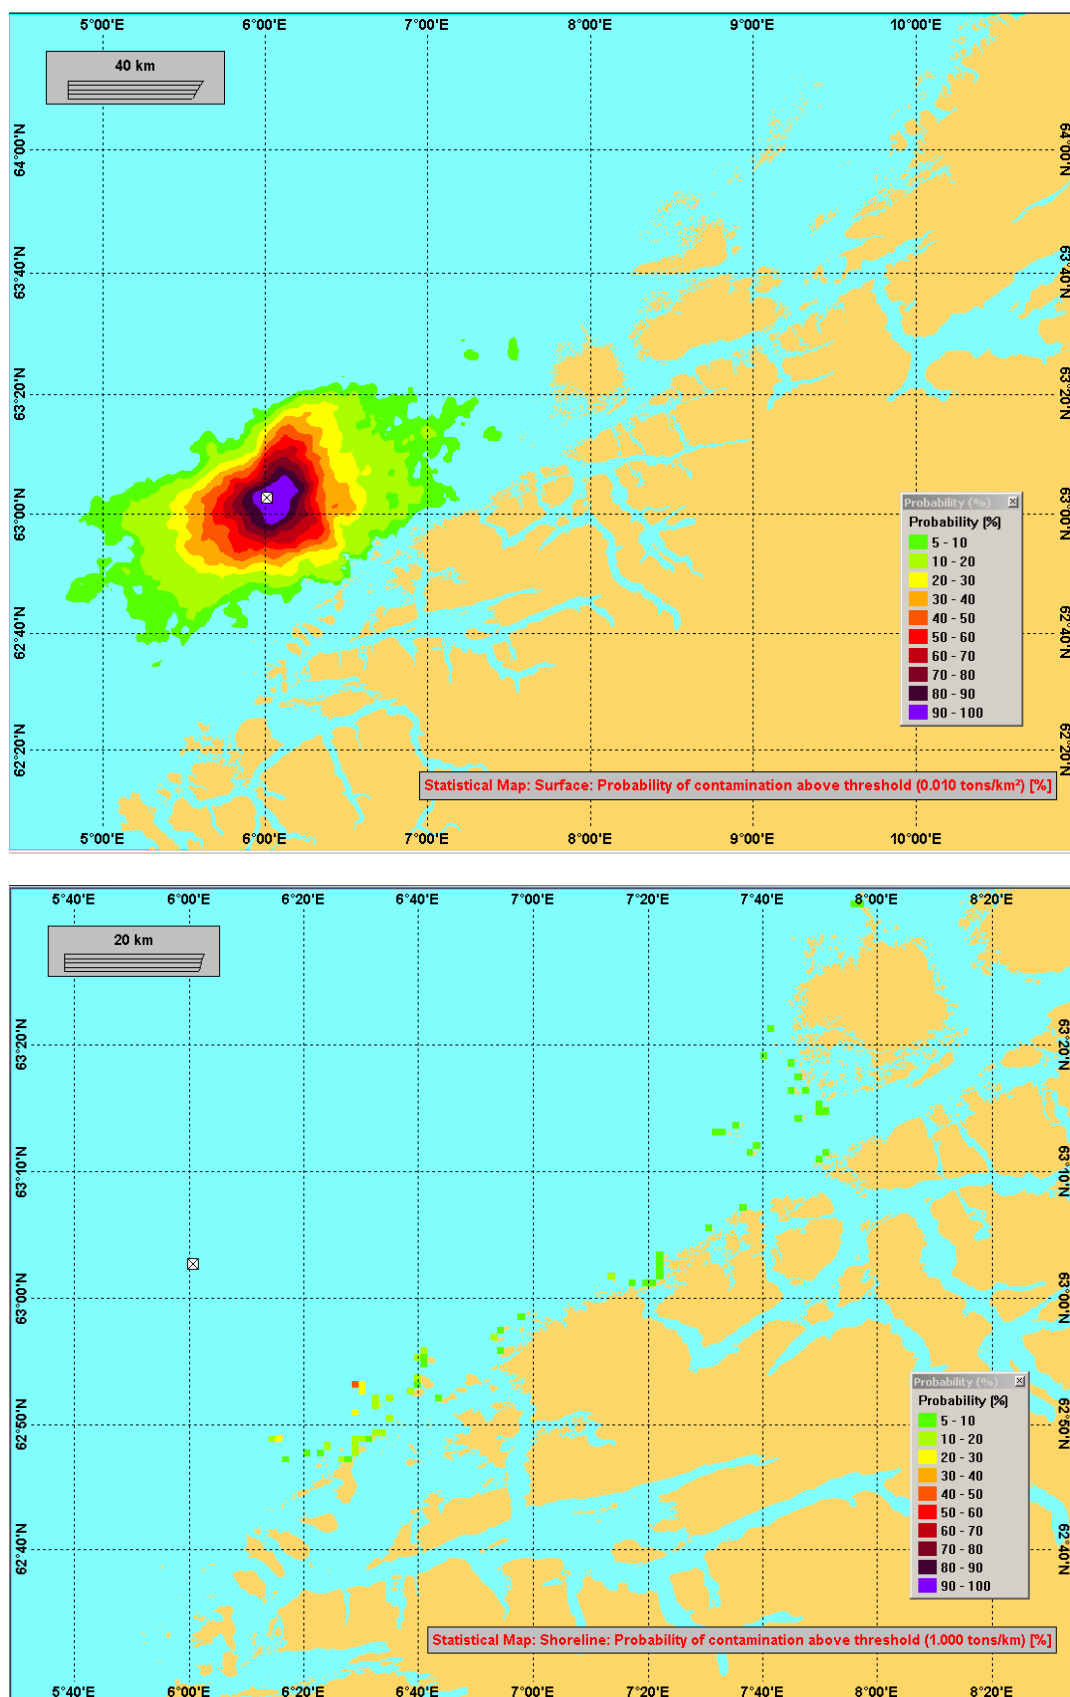 5°00'E 6°00'E 7°00'E 8°00'E 9°00'E 10°00'E
40 km
64°00'N 64°00'N
63°40'N 63°40'N
63°20'N 63°20'N
63°00'N 63°00'N
62°40'N 62°40'N
62°20'N 62°20'N
Probability (%)
Probability (%)
5 - 10
10 - 20
20 - 30
30 - 40
40 - 50
50 - 60
60 - 70
70 - 80
80 - 90
90 - 100
Statistical Map: Surface: Probability of contamination above threshold (0.010 tons/km²) [%]
5°00'E 6°00'E 7°00'E 8°00'E 9°00'E 10°00'E
5°40'E 6°00'E 6°20'E 6°40'E 7°00'E 7°20'E 7°40'E 8°00'E 8°20'E
20 km
63°20'N 63°20'N
63°10'N 63°10'N
63°00'N 63°00'N
62°50'N 62°50'N
62°40'N 62°40'N
Probability (%)
Probability (%)
5 - 10
10 - 20
20 - 30
30 - 40
40 - 50
50 - 60
60 - 70
70 - 80
80 - 90
90 - 100
Statistical Map: Shoreline: Probability of contamination above threshold (1.000 tons/km) [%]
5°40'E 6°00'E 6°20'E 6°40'E 7°00'E 7°20'E 7°40'E 8°00'E 8°20'E